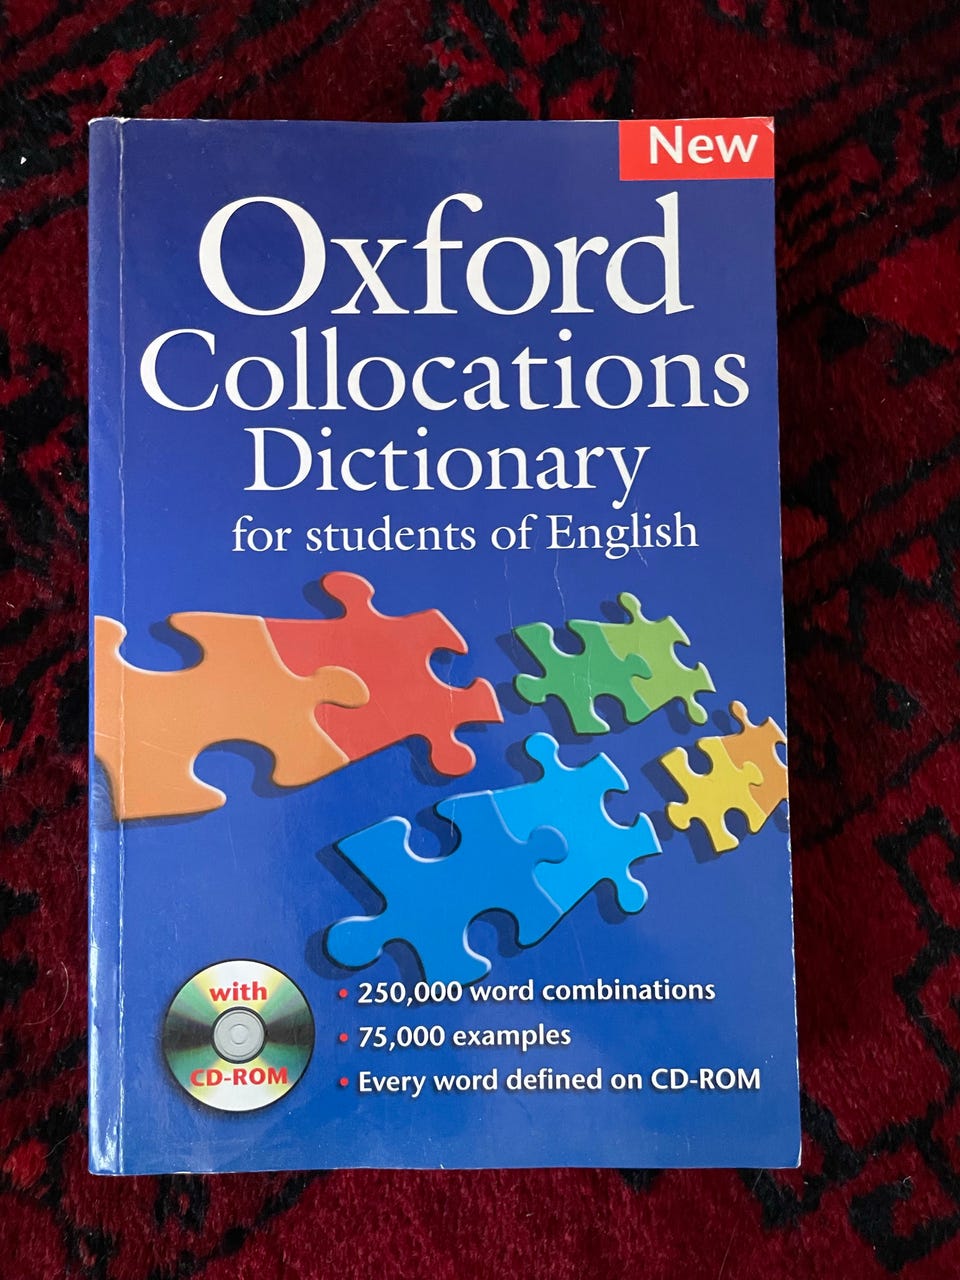 New
Oxford
Collocations
Dictionary
for students of English
with
CD-ROM
• 250,000 word combinations
• 75,000 examples
• Every word defined on CD-ROM